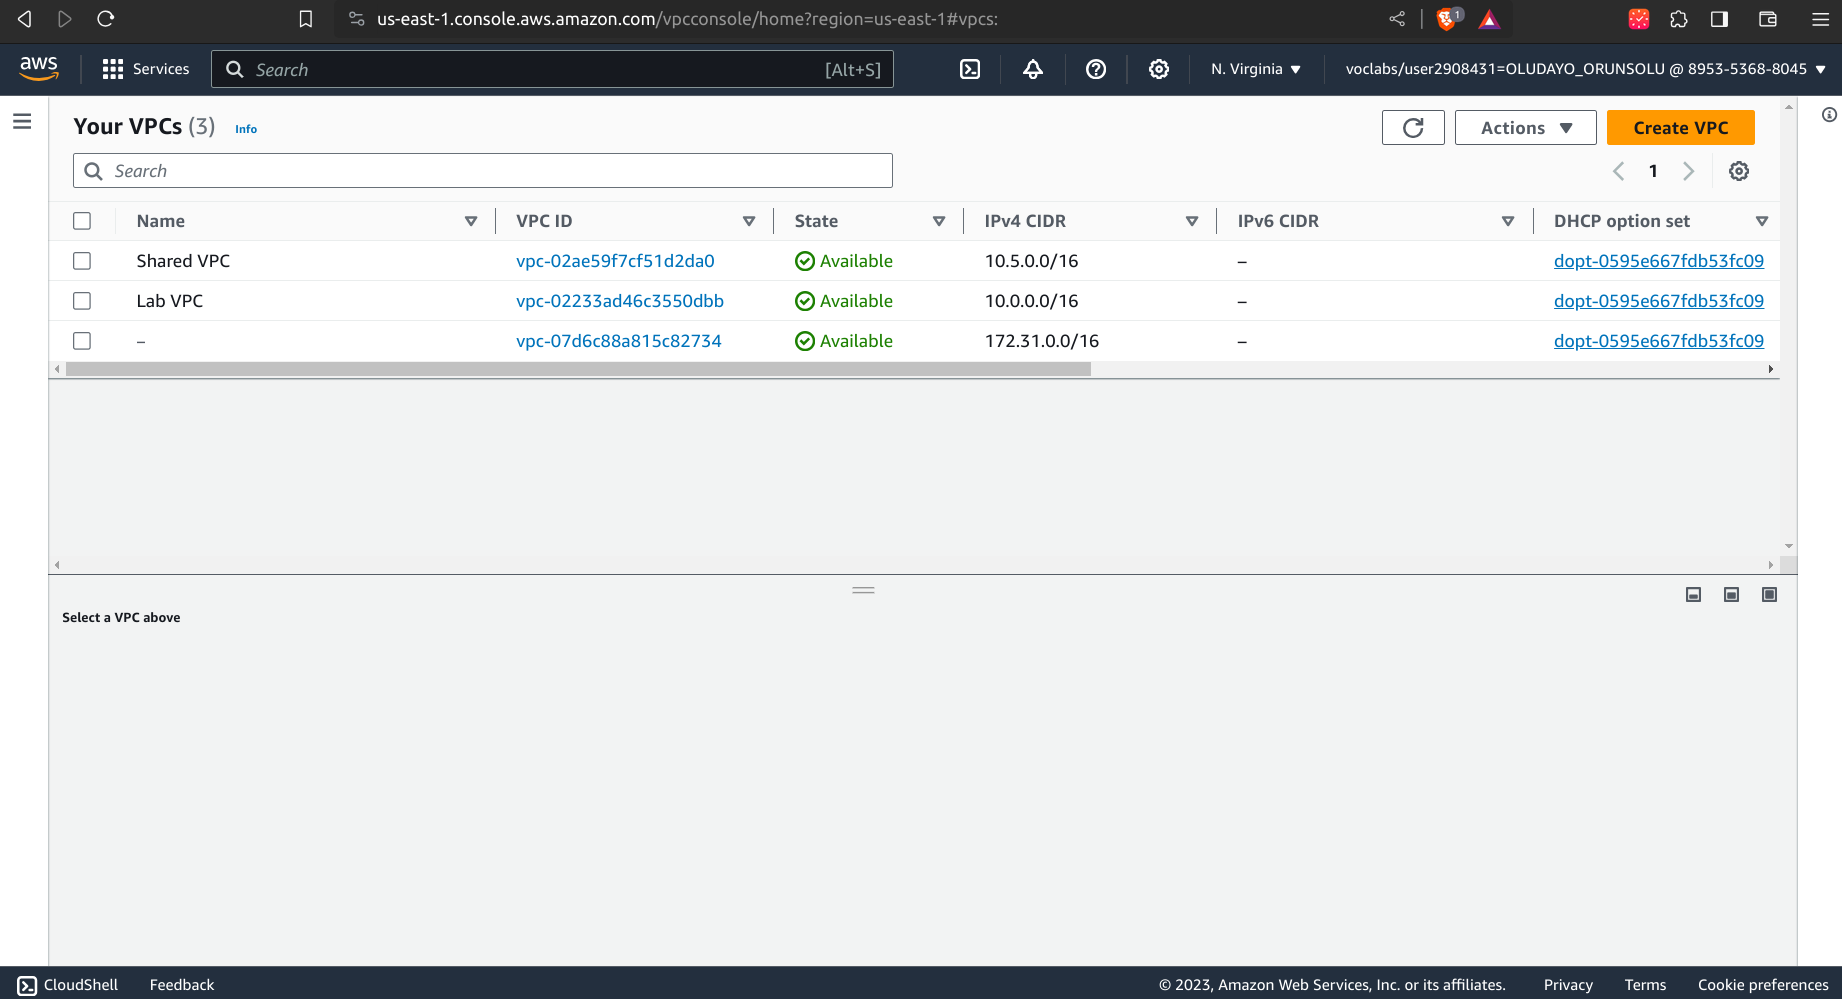 us-east-1.console.aws.amazon.com/vpcconsole/home?region=us-east-1#vpcs:
1
aws
Services
Search
[Alt+S]
N. Virginia
voclabs/user2908431=OLUDAYO_ORUNSOLU @ 8953-5368-8045
Your VPCs (3)
Info
Actions
Create VPC
Search
1
Name VPC ID State IPv4 CIDR IPv6 CIDR DHCP option set
Shared VPC vpc-02ae59f7cf51d2da0 Available 10.5.0.0/16 – dopt-0595e667fdb53fc09
Lab VPC vpc-02233ad46c3550dbb Available 10.0.0.0/16 – dopt-0595e667fdb53fc09
– vpc-07d6c88a815c82734 Available 172.31.0.0/16 – dopt-0595e667fdb53fc09
Select a VPC above
CloudShell Feedback © 2023, Amazon Web Services, Inc. or its affiliates. Privacy Terms Cookie preferences